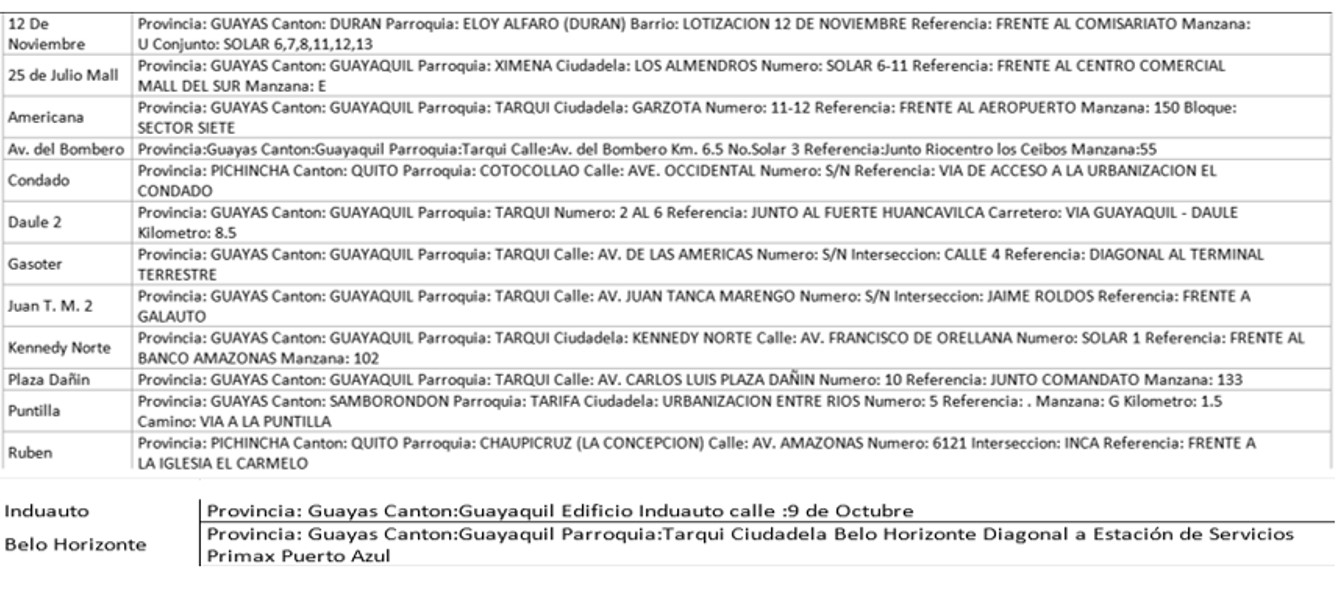 12 De Noviembre Provincia: GUAYAS Canton: DURAN Parroquia: ELOY ALFARO (DURAN) Barrio: LOTIZACION 12 DE NOVIEMBRE Referencia: FRENTE AL COMISARIATO Manzana:
U Conjunto: SOLAR 6,7,8,11,12,13
25 de Julio Mall Provincia: GUAYAS Canton: GUAYAQUIL Parroquia: XIMENA Ciudadela: LOS ALMENDROS Numero: SOLAR 6-11 Referencia: FRENTE AL CENTRO COMERCIAL
MALL DEL SUR Manzana: E
Americana Provincia: GUAYAS Canton: GUAYAQUIL Parroquia: TARQUI Ciudadela: GARZOTA Numero: 11-12 Referencia: FRENTE AL AEROPUERTO Manzana: 150 Bloque:
SECTOR SIETE
Av. del Bombero Provincia:Guayas Canton:Guayaquil Parroquia:Tarqui Calle:Av. del Bombero Km. 6.5 No.Solar 3 Referencia:Junto Riocentro los Ceibos Manzana:55
Condado Provincia: PICHINCHA Canton: QUITO Parroquia: COTOCOLLAO Calle: AVE. OCCIDENTAL Numero: S/N Referencia: VIA DE ACCESO A LA URBANIZACION EL
CONDADO
Daule 2 Provincia: GUAYAS Canton: GUAYAQUIL Parroquia: TARQUI Numero: 2 AL 6 Referencia: JUNTO AL FUERTE HUANCAVILCA Carretero: VIA GUAYAQUIL - DAULE
Kilometro: 8.5
Gasoter Provincia: GUAYAS Canton: GUAYAQUIL Parroquia: TARQUI Calle: AV. DE LAS AMERICAS Numero: S/N Interseccion: CALLE 4 Referencia: DIAGONAL AL TERMINAL
TERRESTRE
Juan T. M. 2 Provincia: GUAYAS Canton: GUAYAQUIL Parroquia: TARQUI Calle: AV. JUAN TANCA MARENGO Numero: S/N Interseccion: JAIME ROLDOS Referencia: FRENTE A
GALAUTO
Kennedy Norte Provincia: GUAYAS Canton: GUAYAQUIL Parroquia: TARQUI Ciudadela: KENNEDY NORTE Calle: AV. FRANCISCO DE ORELLANA Numero: SOLAR 1 Referencia: FRENTE AL
BANCO AMAZONAS Manzana: 102
Plaza Dañin Provincia: GUAYAS Canton: GUAYAQUIL Parroquia: TARQUI Calle: AV. CARLOS LUIS PLAZA DAÑIN Numero: 10 Referencia: JUNTO COMANDATO Manzana: 133
Puntilla Provincia: GUAYAS Canton: SAMBORONDON Parroquia: TARIFA Ciudadela: URBANIZACION ENTRE RIOS Numero: 5 Referencia: . Manzana: G Kilometro: 1.5
Camino: VIA A LA PUNTILLA
Ruben Provincia: PICHINCHA Canton: QUITO Parroquia: CHAUPICRUZ (LA CONCEPCION) Calle: AV. AMAZONAS Numero: 6121 Interseccion: INCA Referencia: FRENTE A
LA IGLESIA EL CARMELO
Induauto Provincia: Guayas Canton:Guayaquil Edificio Induauto calle :9 de Octubre
Belo Horizonte Provincia: Guayas Canton:Guayaquil Parroquia:Tarqui Ciudadela Belo Horizonte Diagonal a Estación de Servicios
Primax Puerto Azul